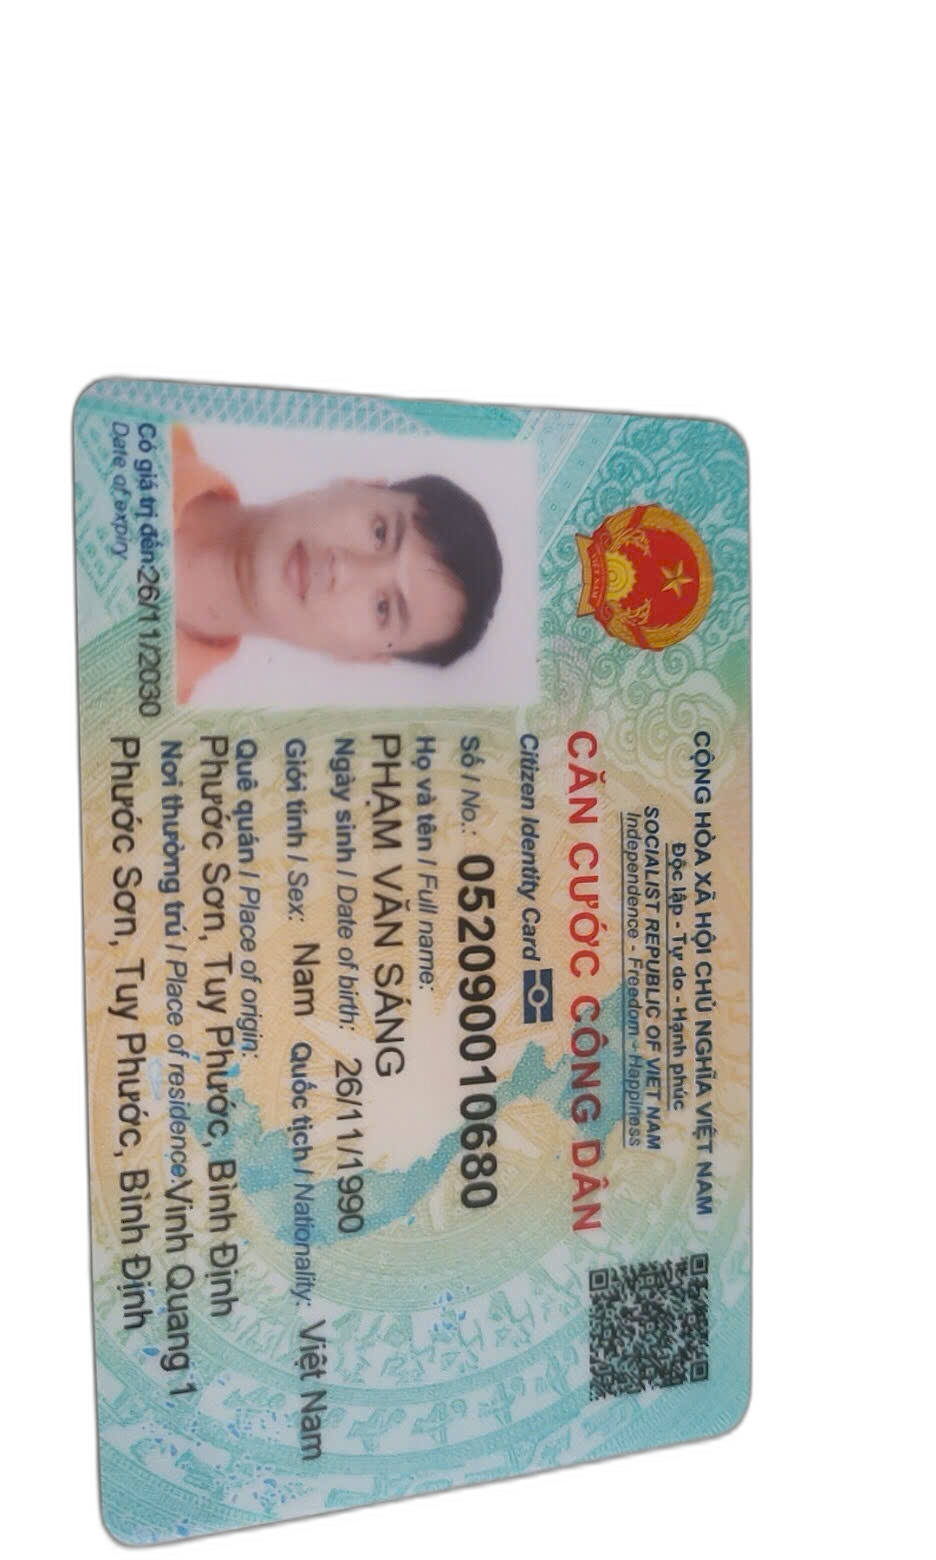 CỘNG HÒA XÃ HỘI CHỦ NGHĨA VIỆT NAM
Độc lập - Tự do - Hạnh phúc
SOCIALIST REPUBLIC OF VIET NAM
Independence - Freedom - Happiness
CĂN CƯỚC CÔNG DÂN
Citizen Identity Card
Số / No.: 052090010680
Họ và tên / Full name:
PHẠM VĂN SÁNG
Ngày sinh / Date of birth: 26/11/1990
Giới tính / Sex: Nam Quốc tịch / Nationality: Việt Nam
Quê quán / Place of origin:
Phước Sơn, Tuy Phước, Bình Định
Nơi thường trú / Place of residence: Vinh Quang 1
Phước Sơn, Tuy Phước, Bình Định
Có giá trị đến: 26/11/2030
Date of expiry
VIỆT NAM